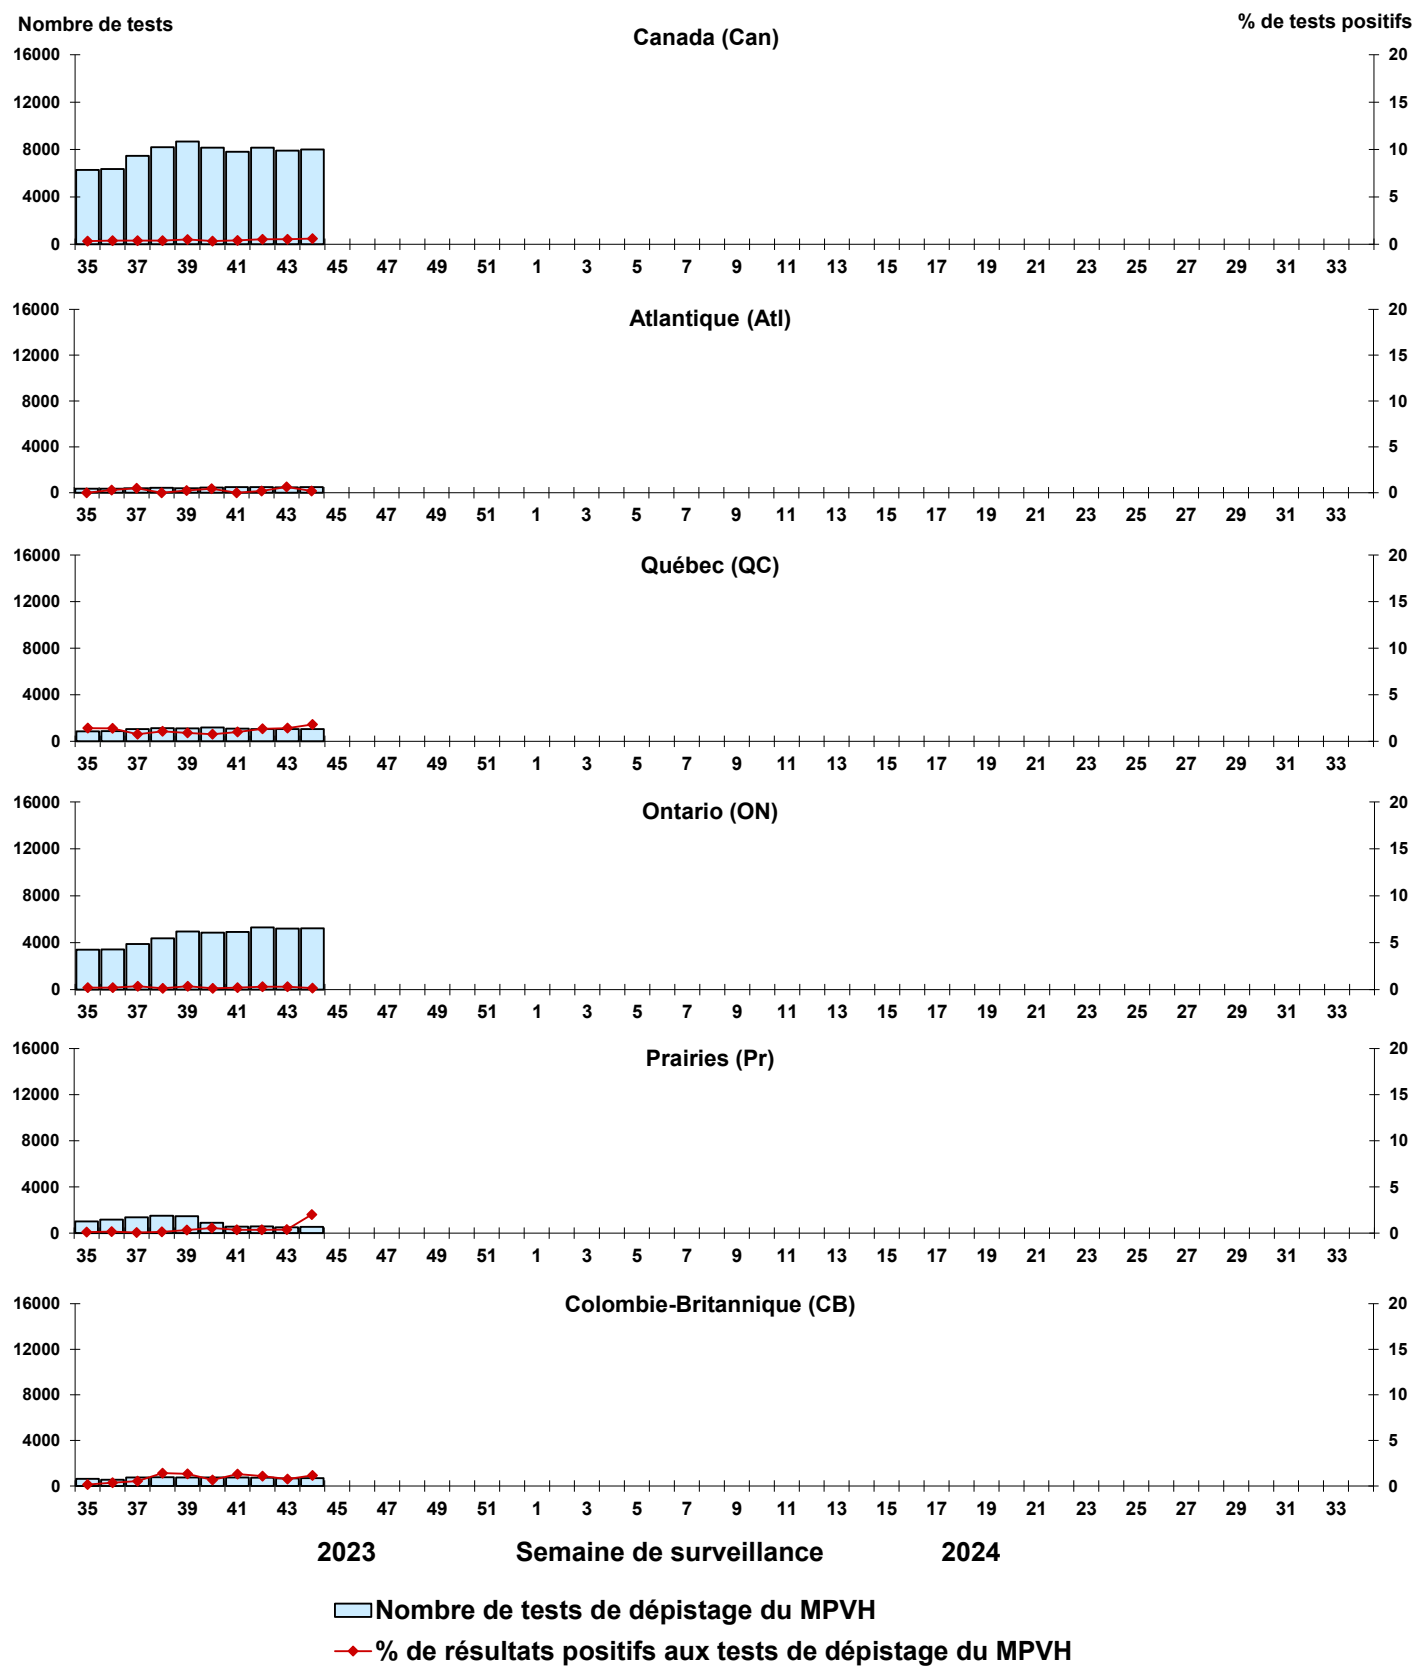 Nombre de tests
% de tests positifs
Canada (Can)
16000 20
12000 15
8000 10
4000 5
0 0
35 37 39 41 43 45 47 49 51 1 3 5 7 9 11 13 15 17 19 21 23 25 27 29 31 33
Atlantique (Atl)
16000 20
12000 15
8000 10
4000 5
0 0
35 37 39 41 43 45 47 49 51 1 3 5 7 9 11 13 15 17 19 21 23 25 27 29 31 33
Québec (QC)
16000 20
12000 15
8000 10
4000 5
0 0
35 37 39 41 43 45 47 49 51 1 3 5 7 9 11 13 15 17 19 21 23 25 27 29 31 33
Ontario (ON)
16000 20
12000 15
8000 10
4000 5
0 0
35 37 39 41 43 45 47 49 51 1 3 5 7 9 11 13 15 17 19 21 23 25 27 29 31 33
Prairies (Pr)
16000 20
12000 15
8000 10
4000 5
0 0
35 37 39 41 43 45 47 49 51 1 3 5 7 9 11 13 15 17 19 21 23 25 27 29 31 33
Colombie-Britannique (CB)
16000 20
12000 15
8000 10
4000 5
0 0
35 37 39 41 43 45 47 49 51 1 3 5 7 9 11 13 15 17 19 21 23 25 27 29 31 33
2023 Semaine de surveillance 2024
Nombre de tests de dépistage du MPVH
% de résultats positifs aux tests de dépistage du MPVH